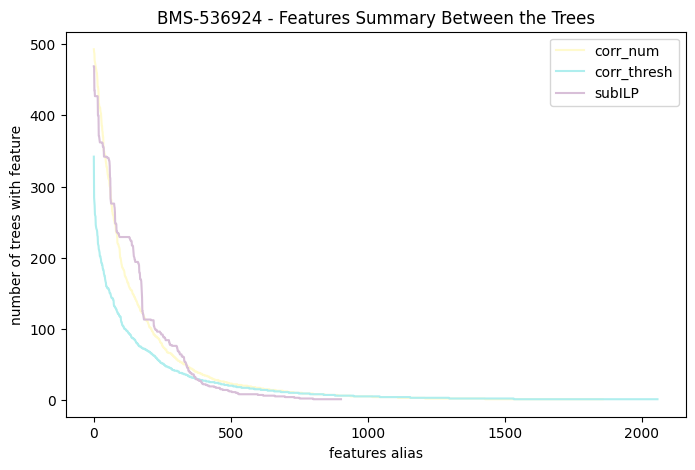 BMS-536924 - Features Summary Between the Trees
500
400
300
200
100
0
number of trees with feature
corr_num
corr_thresh
subILP
0
500
1000
1500
2000
features alias